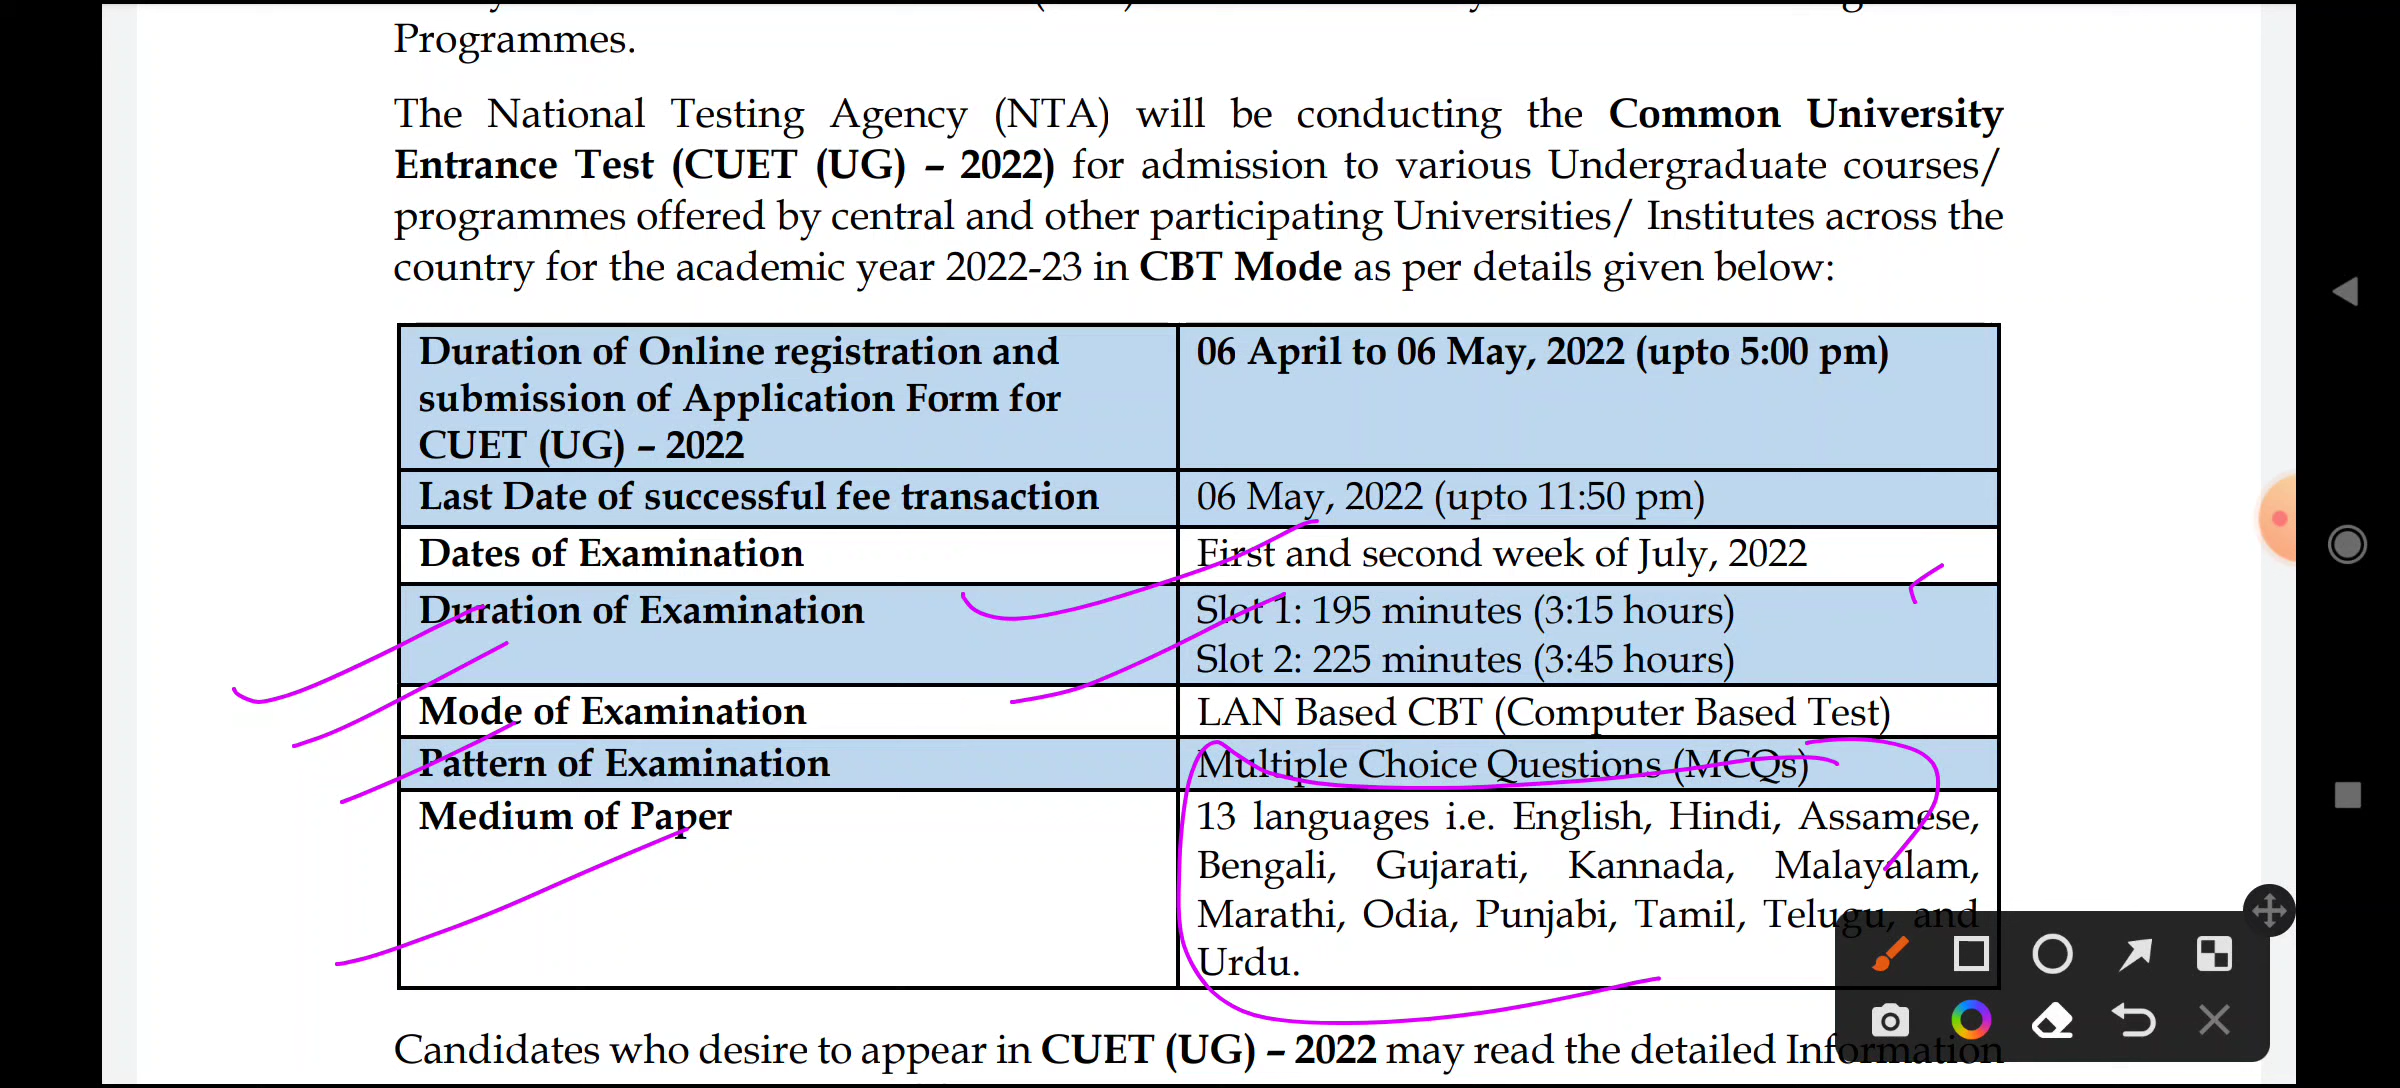 Programmes.
The National Testing Agency (NTA) will be conducting the Common University
Entrance Test (CUET (UG) – 2022) for admission to various Undergraduate courses/
programmes offered by central and other participating Universities/ Institutes across the
country for the academic year 2022-23 in CBT Mode as per details given below:
Duration of Online registration and
submission of Application Form for
CUET (UG) – 2022
06 April to 06 May, 2022 (upto 5:00 pm)
Last Date of successful fee transaction
06 May, 2022 (upto 11:50 pm)
Dates of Examination
First and second week of July, 2022
Duration of Examination
Slot 1: 195 minutes (3:15 hours)
Slot 2: 225 minutes (3:45 hours)
Mode of Examination
LAN Based CBT (Computer Based Test)
Pattern of Examination
Multiple Choice Questions (MCQs)
Medium of Paper
13 languages i.e. English, Hindi, Assamese,
Bengali, Gujarati, Kannada, Malayalam,
Marathi, Odia, Punjabi, Tamil, Telugu, and
Urdu.
Candidates who desire to appear in CUET (UG) – 2022 may read the detailed Information